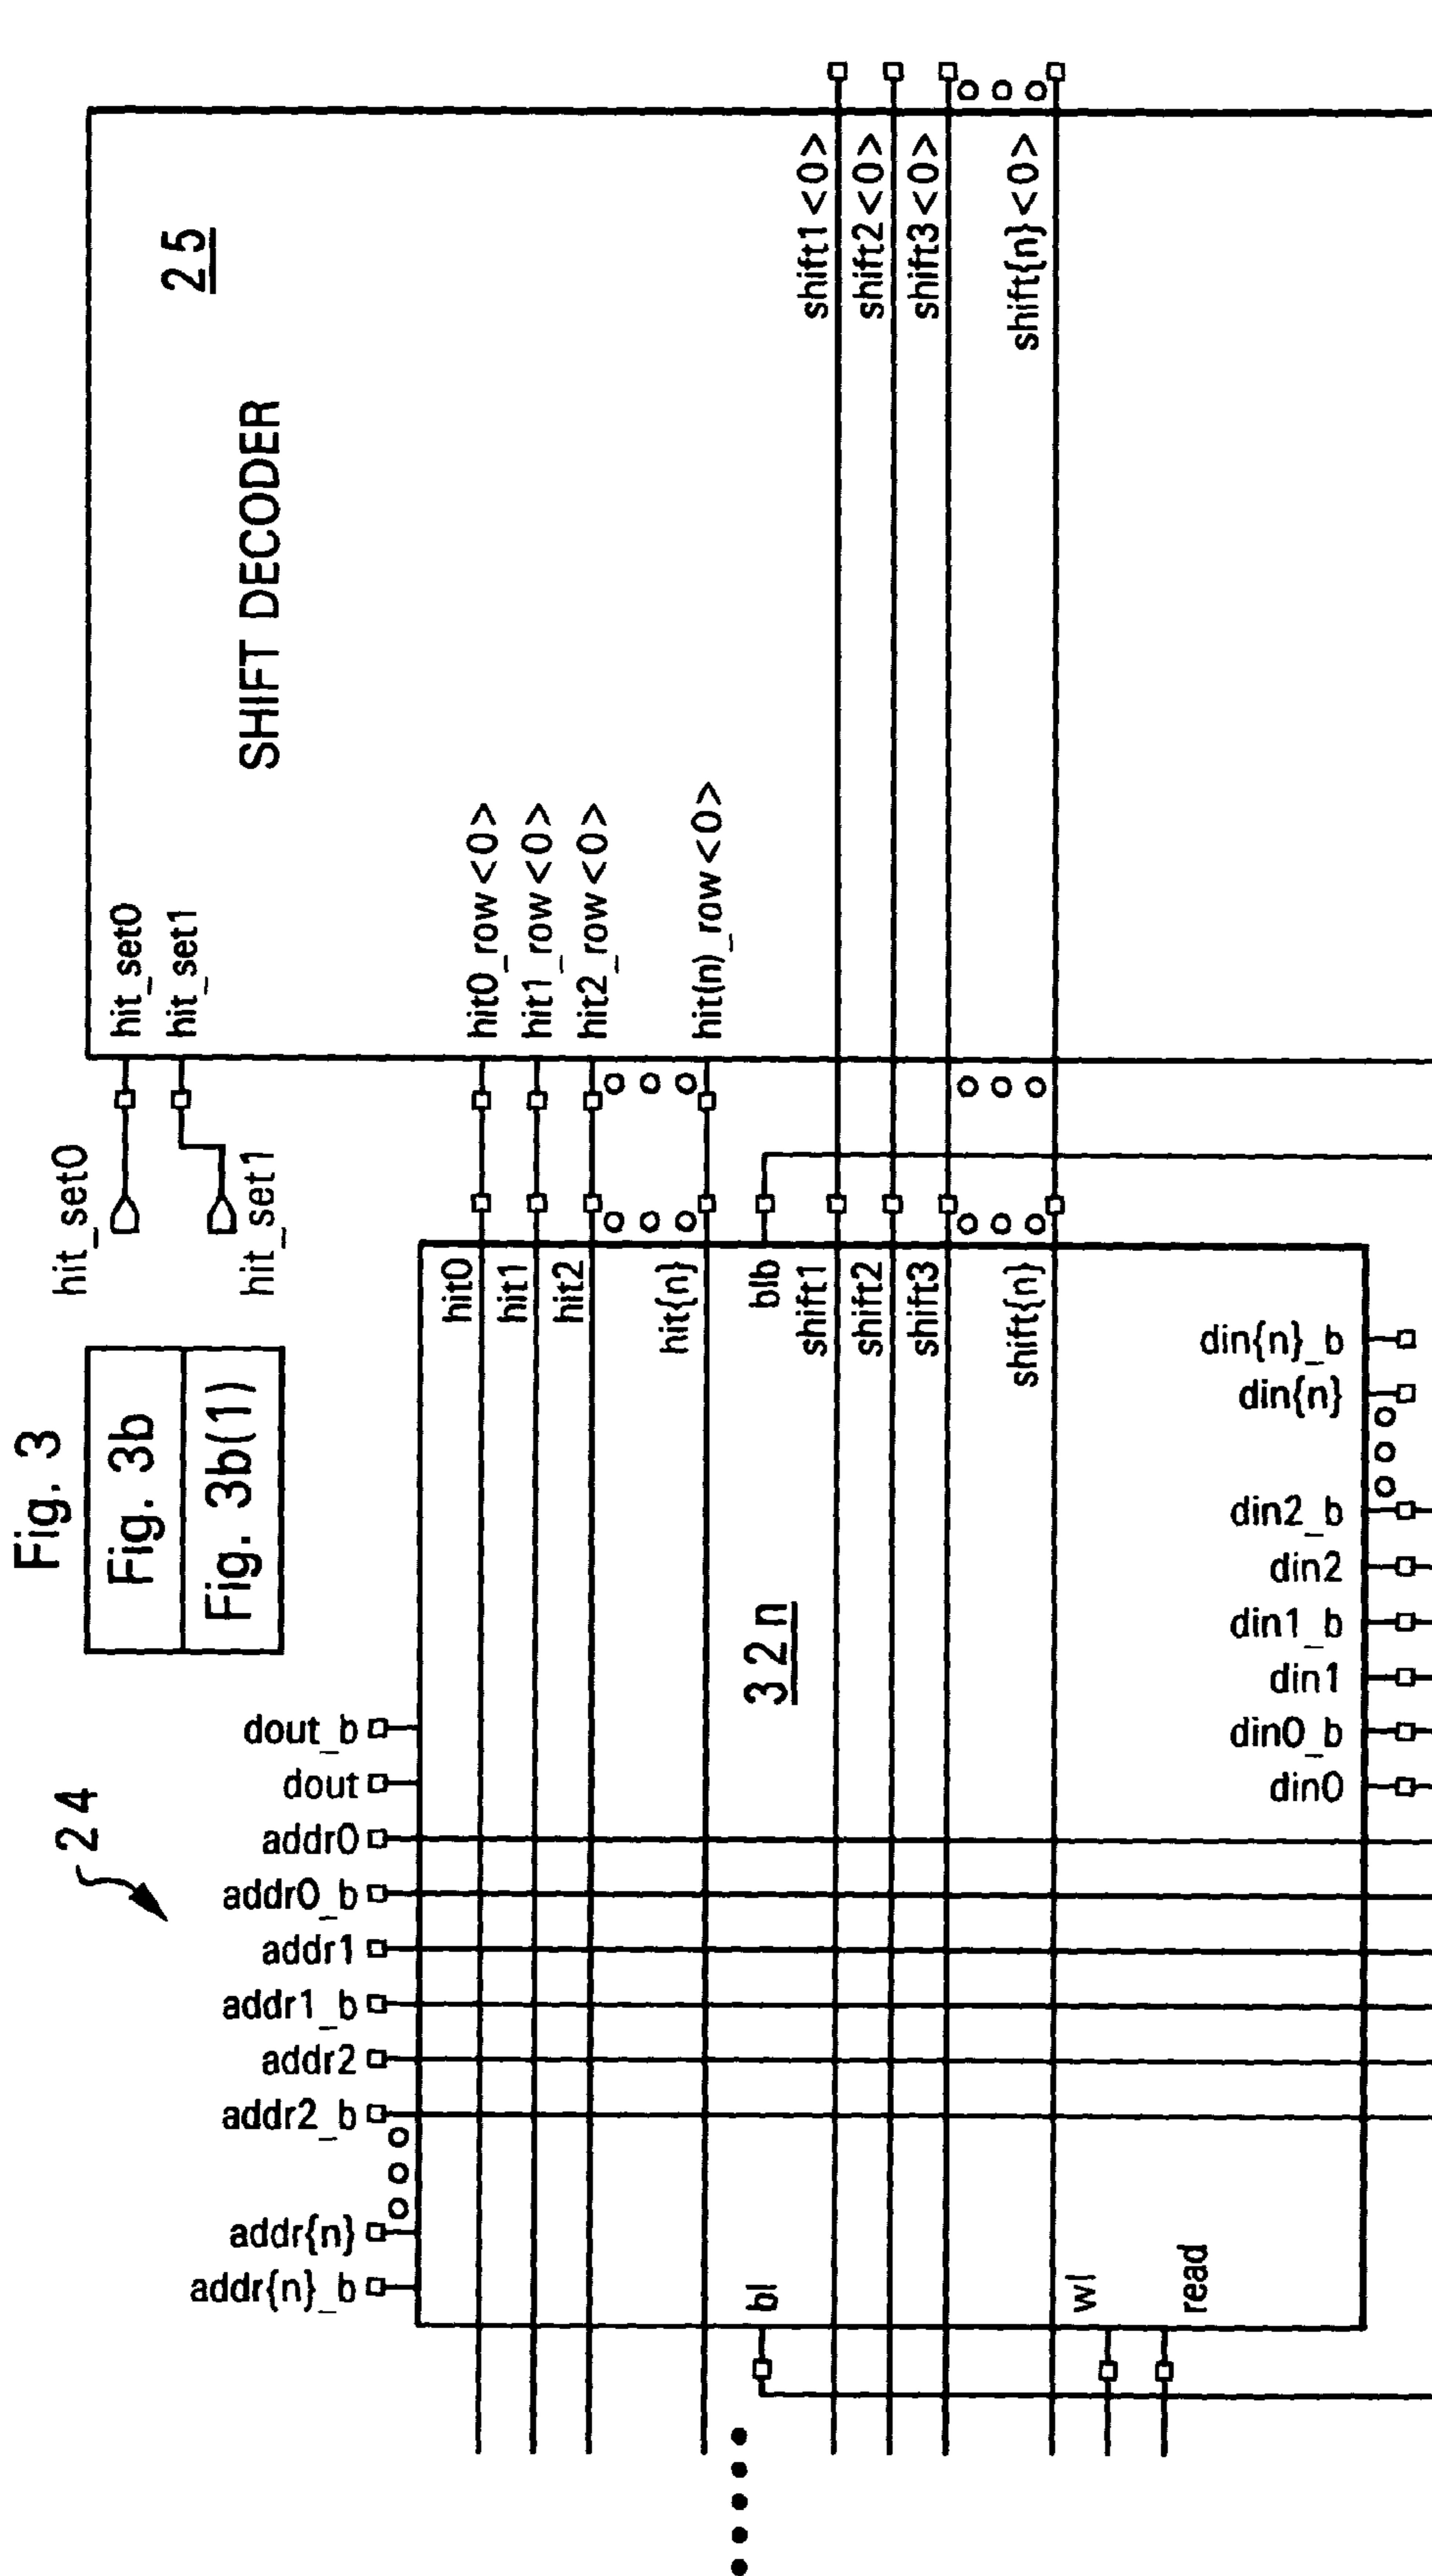 Fig. 3
Fig. 3b
Fig. 3b(1)
24
hit_set0
hit_set1
hit_set0
hit_set1
25
SHIFT DECODER
hit0_row<0>
hit1_row<0>
hit2_row<0>
hit(n)_row<0>
shift1<0>
shift2<0>
shift3<0>
shift{n}<0>
dout_b
dout
addr0
addr0_b
addr1
addr1_b
addr2
addr2_b
addr{n}
addr{n}_b
hit0
hit1
hit2
hit{n}
blb
shift1
shift2
shift3
shift{n}
32n
bl
wl
read
din{n}_b
din{n}
din2_b
din2
din1_b
din1
din0_b
din0